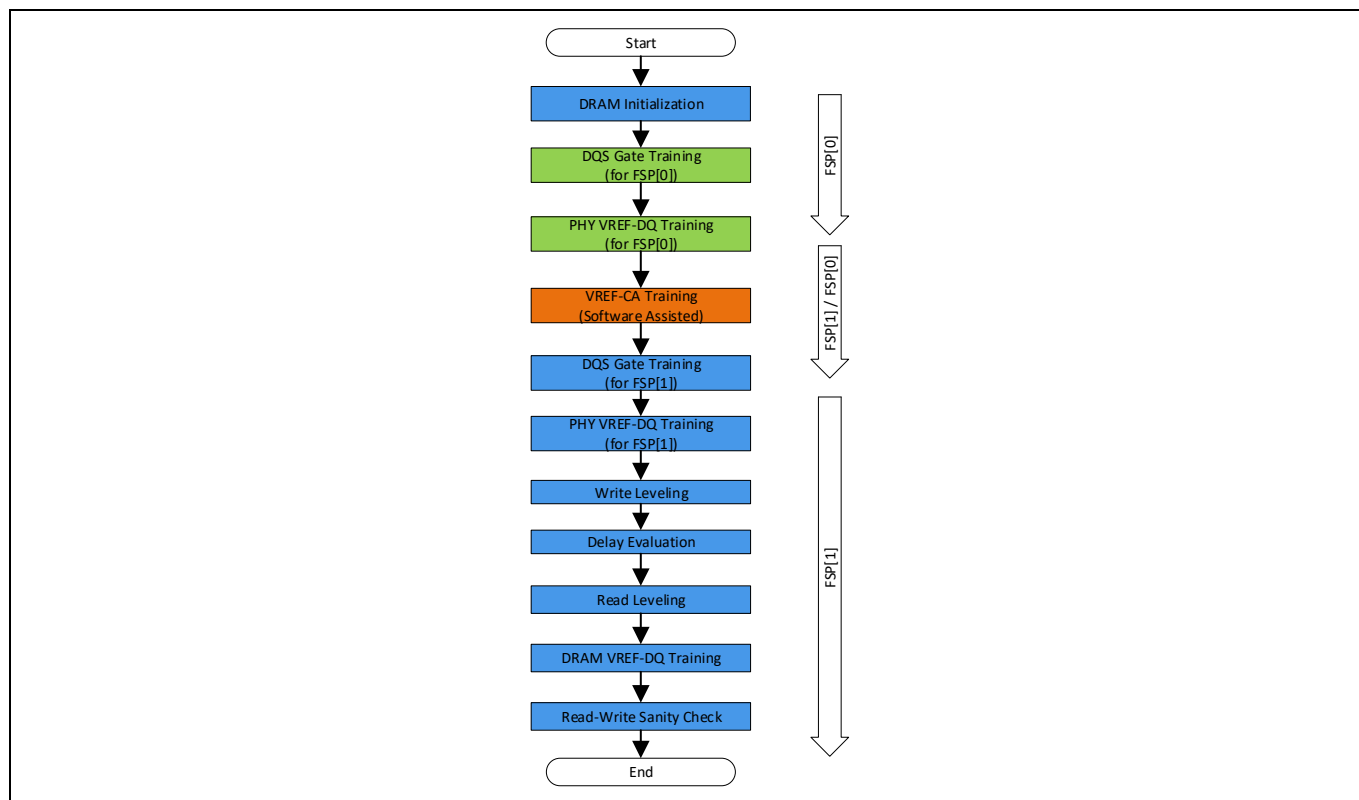 Start
DRAM Initialization
DQS Gate Training
(for FSP[0])
PHY VREF-DQ Training
(for FSP[0])
VREF-CA Training
(Software Assisted)
DQS Gate Training
(for FSP[1])
PHY VREF-DQ Training
(for FSP[1])
Write Leveling
Delay Evaluation
Read Leveling
DRAM VREF-DQ Training
Read-Write Sanity Check
End
FSP[0]
FSP[1] / FSP[0]
FSP[1]